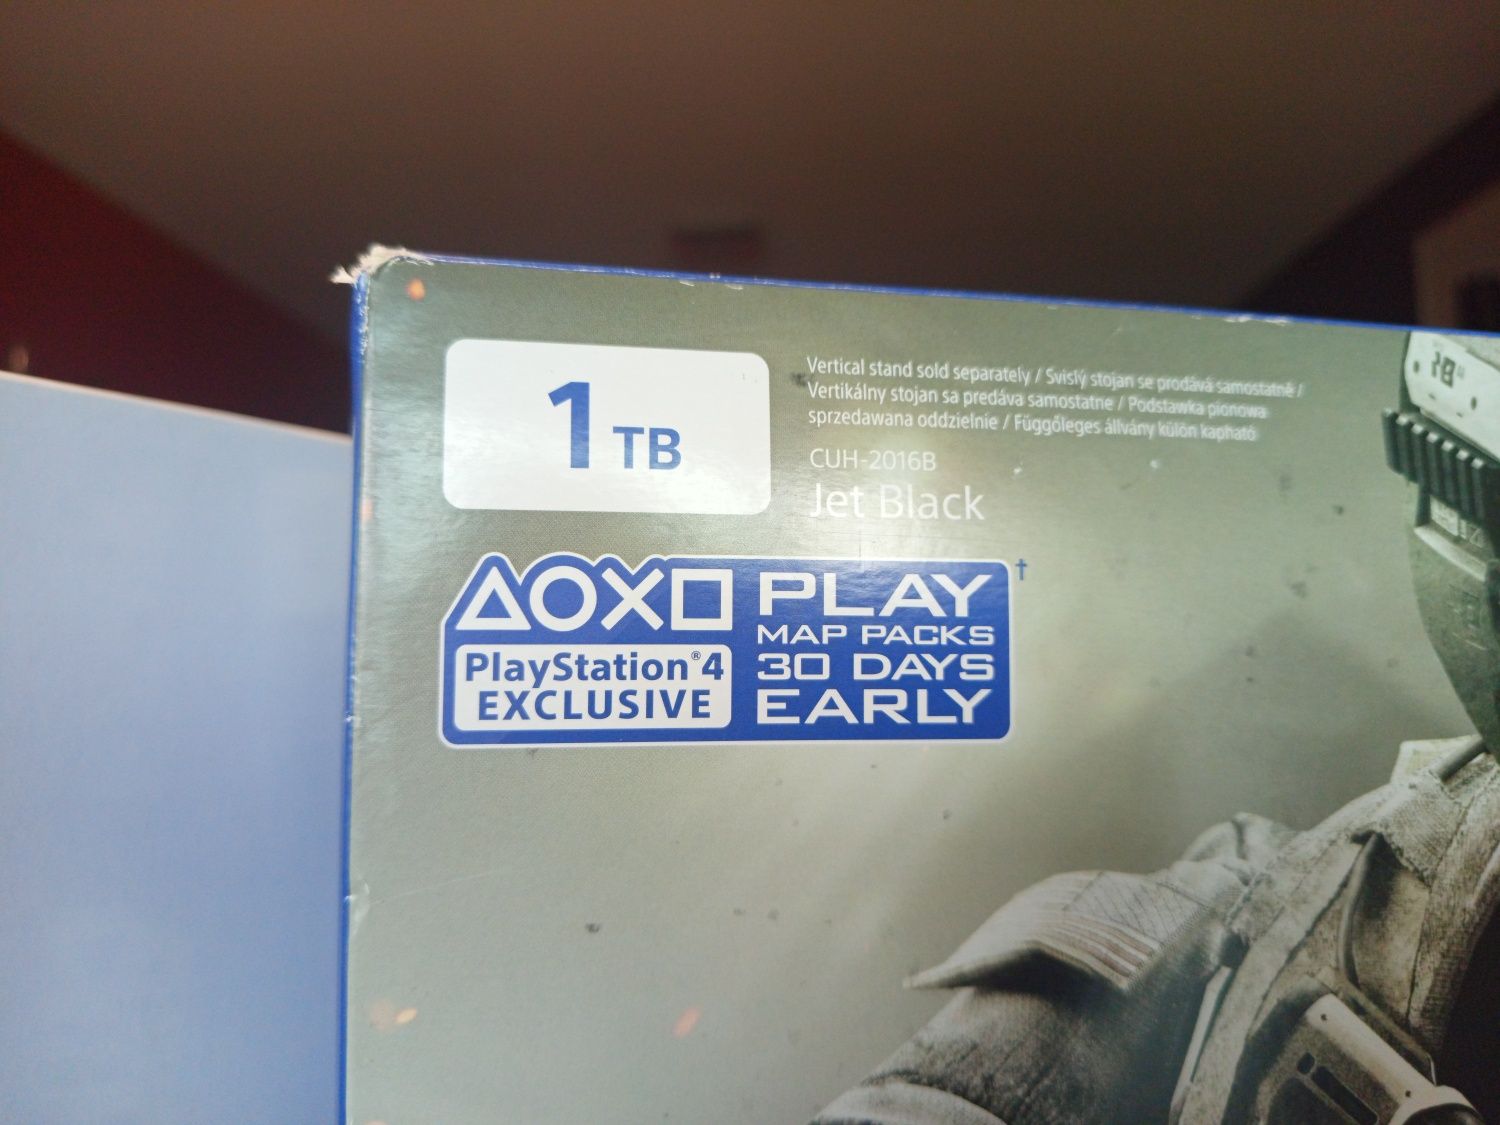 1 TB
Vertical stand sold separately / Svislý stojan se prodává samostatně /
Vertikálny stojan sa predáva samostatne / Podstawka pionowa
sprzedawana oddzielnie / Függőleges állvány külön kapható
CUH-2016B
Jet Black
PlayStation®4
EXCLUSIVE
PLAY
MAP PACKS
30 DAYS
EARLY
†